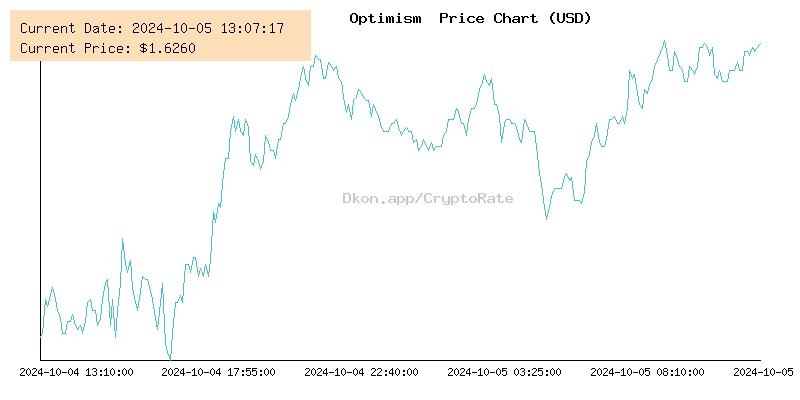 Optimism Price Chart (USD)
Current Date: 2024-10-05 13:07:17
Current Price: $1.6260
Dkon.app/CryptoRate
2024-10-04 13:10:00 2024-10-04 17:55:00 2024-10-04 22:40:00 2024-10-05 03:25:00 2024-10-05 08:10:00 2024-10-05